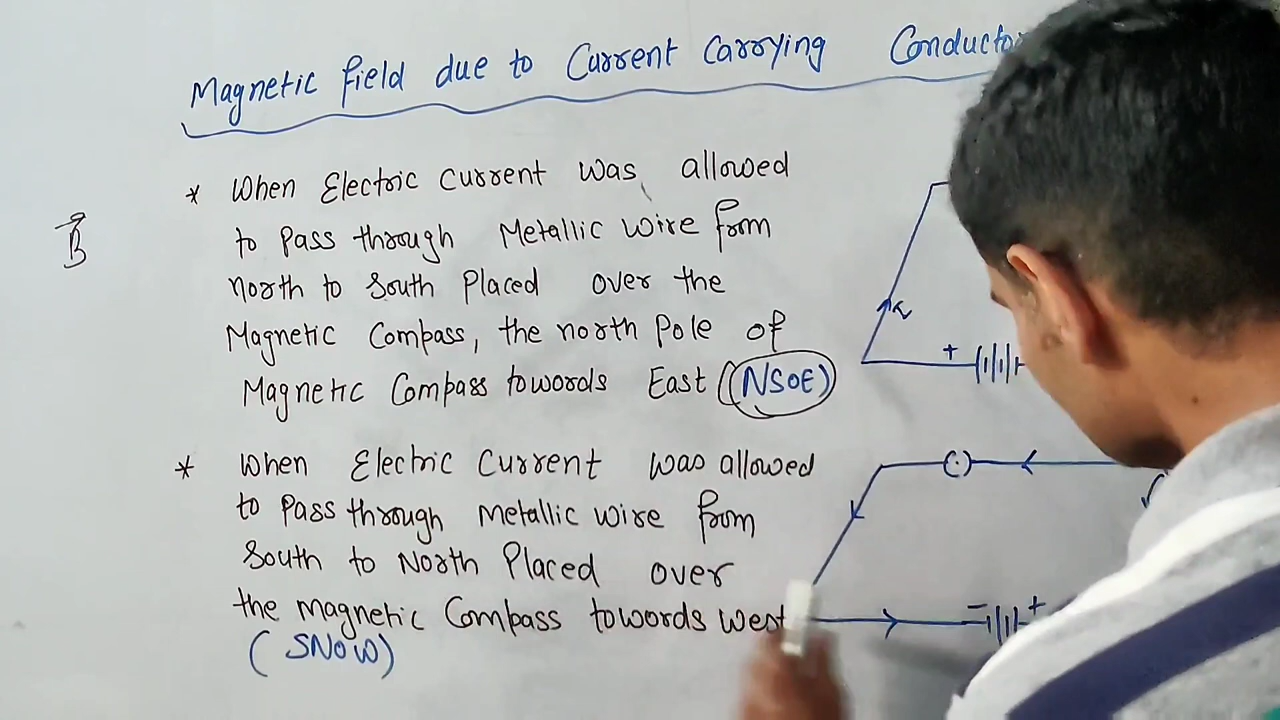 Magnetic field due to Current Carrying Conductor
B
* When Electric Current was allowed
to Pass through Metallic wire from
north to South Placed over the
Magnetic Compass, the north Pole of
Magnetic Compass towords East (NSOE)
+
* When Electric Current was allowed
to Pass through Metallic wire from
South to North Placed over
the magnetic Compass towords west
(SNOW)
- +